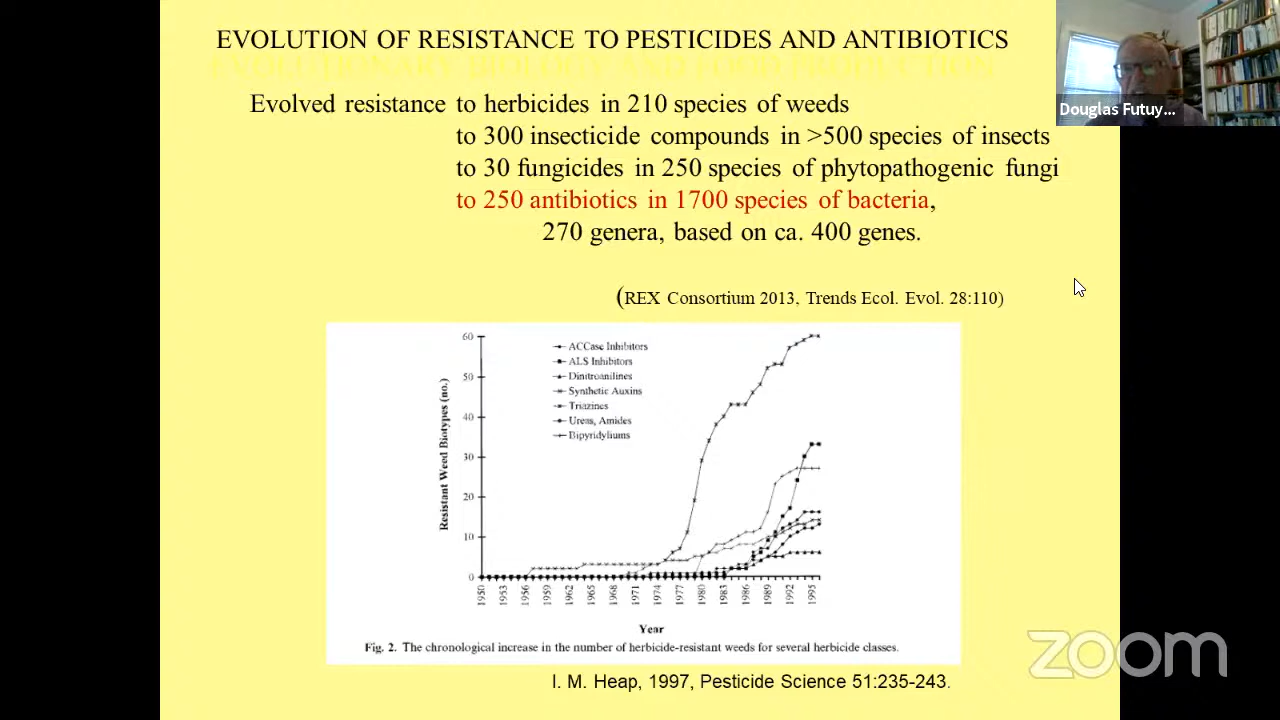 EVOLUTION OF RESISTANCE TO PESTICIDES AND ANTIBIOTICS
EVOLUTIONARY BIOLOGY AND FOOD PRODUCTION
Douglas Futuy...
Evolved resistance to herbicides in 210 species of weeds
to 300 insecticide compounds in >500 species of insects
to 30 fungicides in 250 species of phytopathogenic fungi
to 250 antibiotics in 1700 species of bacteria,
270 genera, based on ca. 400 genes.
(REX Consortium 2013, Trends Ecol. Evol. 28:110)
Resistant Weed Biotypes (no.)
60
50
40
30
20
10
0
ACCase Inhibitors
ALS Inhibitors
Dinitroanilines
Synthetic Auxins
Triazines
Ureas, Amides
Bipyridyliums
1950 1953 1956 1959 1962 1965 1968 1971 1974 1977 1980 1983 1986 1989 1992 1995
Year
Fig. 2. The chronological increase in the number of herbicide-resistant weeds for several herbicide classes.
I. M. Heap, 1997, Pesticide Science 51:235-243.
zoom